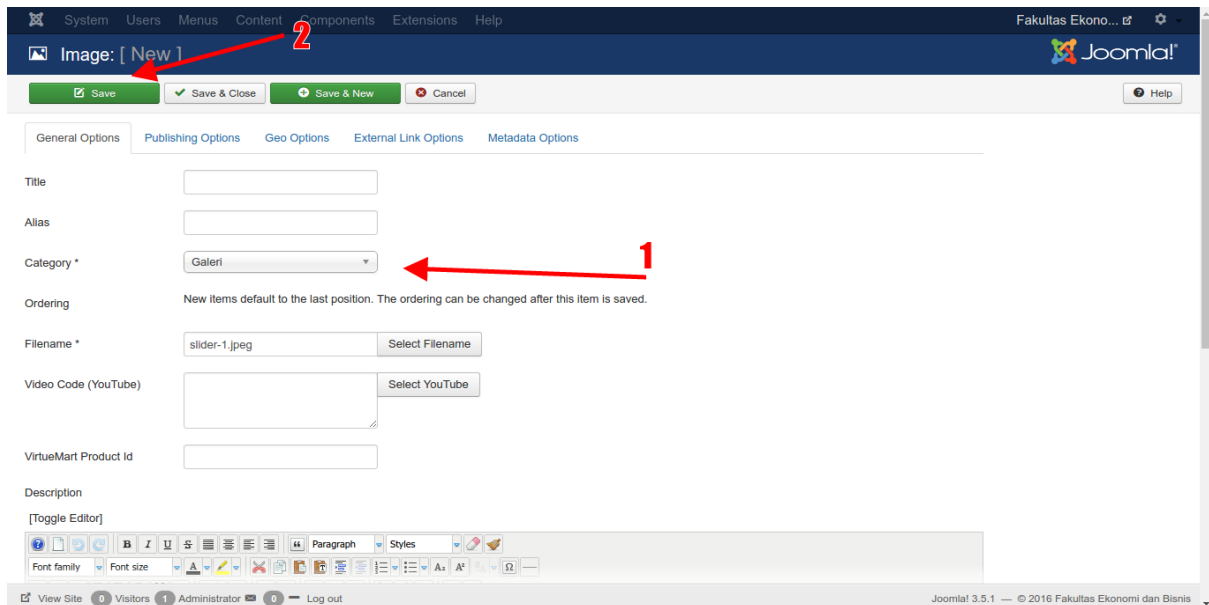 System Users Menus Content Components Extensions Help Fakultas Ekono...
2
Image: [ New ] Joomla!
Save Save & Close Save & New Cancel Help
General Options Publishing Options Geo Options External Link Options Metadata Options
Title
Alias
1
Category * Galeri
Ordering New items default to the last position. The ordering can be changed after this item is saved.
Filename * slider-1.jpeg Select Filename
Video Code (YouTube) Select YouTube
VirtueMart Product Id
Description
[Toggle Editor]
B I U S Paragraph Styles
Font family Font size A A₂ A² Ω
View Site 0 Visitors 1 Administrator 0 Log out Joomla! 3.5.1 — © 2016 Fakultas Ekonomi dan Bisnis